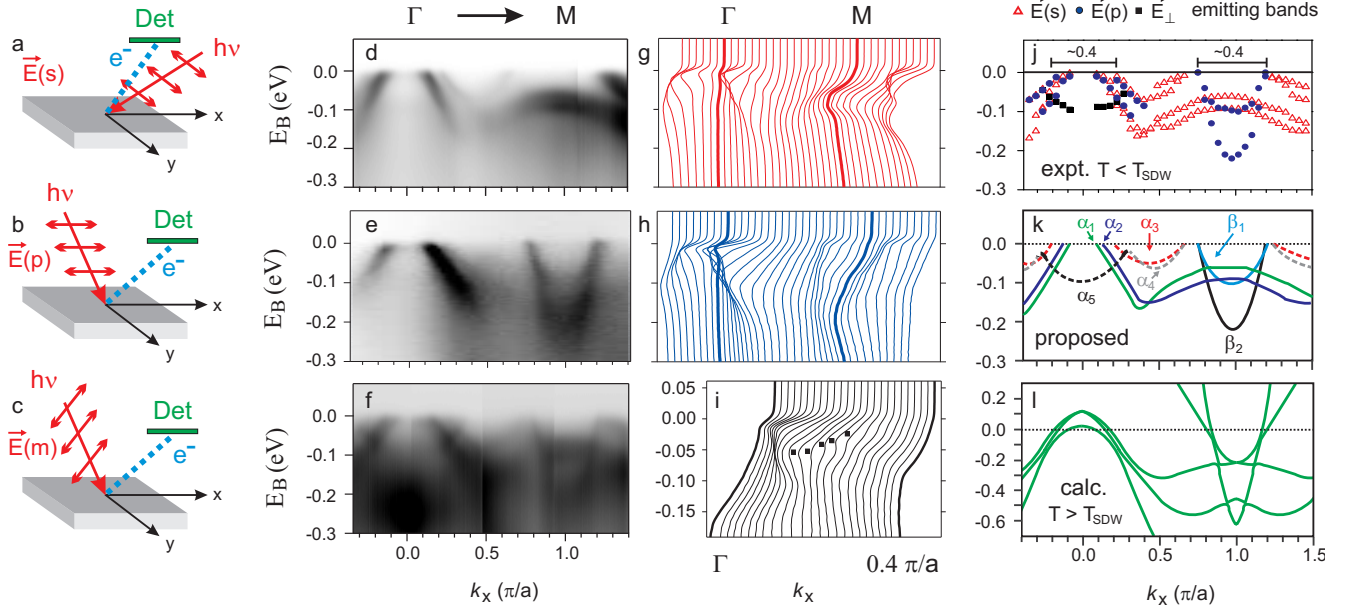 Γ M
Γ M
E(s) E(p) E⊥ emitting bands
a
Det
hν
e⁻
E(s)
x
y
b
hν
Det
E(p)
e⁻
x
y
c
hν
Det
E(m)
e⁻
x
y
d
E_B (eV)
0.0
-0.1
-0.2
-0.3
e
E_B (eV)
0.0
-0.1
-0.2
-0.3
f
E_B (eV)
0.0
-0.1
-0.2
-0.3
0.0 0.5 1.0
k_x (π/a)
g
h
i
0.05
0.00
-0.05
-0.10
-0.15
Γ 0.4 π/a
k_x
j
~0.4 ~0.4
0.0
-0.1
-0.2
-0.3
expt. T < T_SDW
k
α₁ α₂ α₃ β₁
α₄
α₅
β₂
proposed
0.0
-0.1
-0.2
-0.3
l
0.2
0.0
-0.2
-0.4
-0.6
calc.
T > T_SDW
0.0 0.5 1.0 1.5
k_x (π/a)